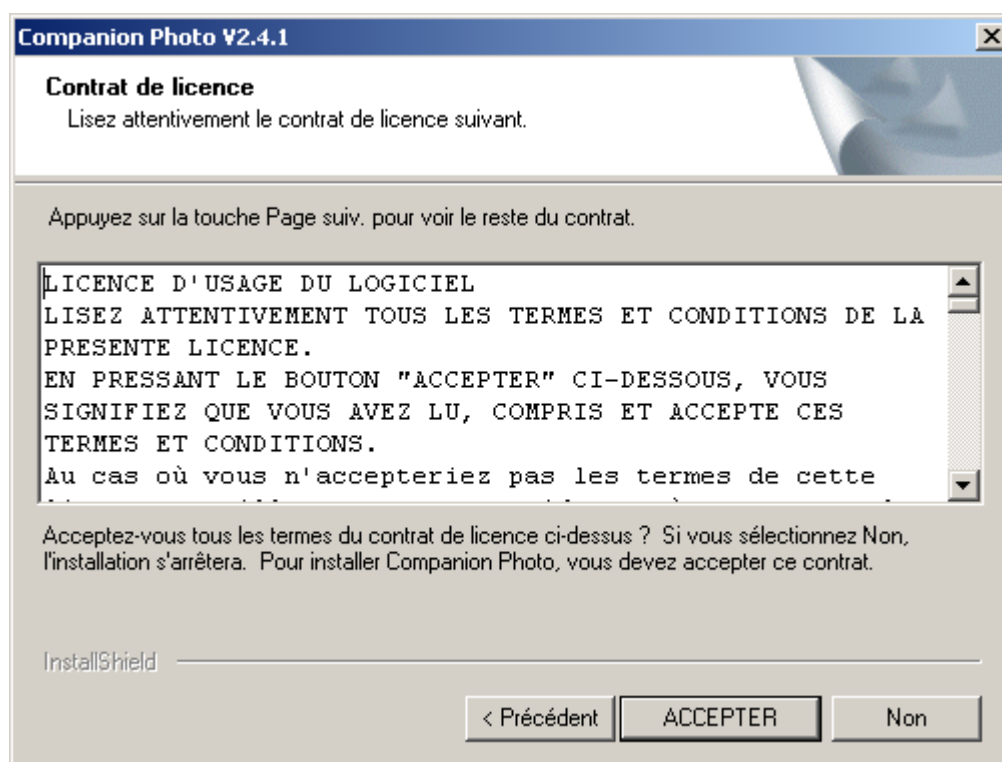 Companion Photo V2.4.1
Contrat de licence
Lisez attentivement le contrat de licence suivant.
Appuyez sur la touche Page suiv. pour voir le reste du contrat.
LICENCE D'USAGE DU LOGICIEL
LISEZ ATTENTIVEMENT TOUS LES TERMES ET CONDITIONS DE LA
PRESENTE LICENCE.
EN PRESSANT LE BOUTON "ACCEPTER" CI-DESSOUS, VOUS
SIGNIFIEZ QUE VOUS AVEZ LU, COMPRIS ET ACCEPTE CES
TERMES ET CONDITIONS.
Au cas où vous n'accepteriez pas les termes de cette
Acceptez-vous tous les termes du contrat de licence ci-dessus ? Si vous sélectionnez Non,
l'installation s'arrêtera. Pour installer Companion Photo, vous devez accepter ce contrat.
InstallShield
< Précédent
ACCEPTER
Non